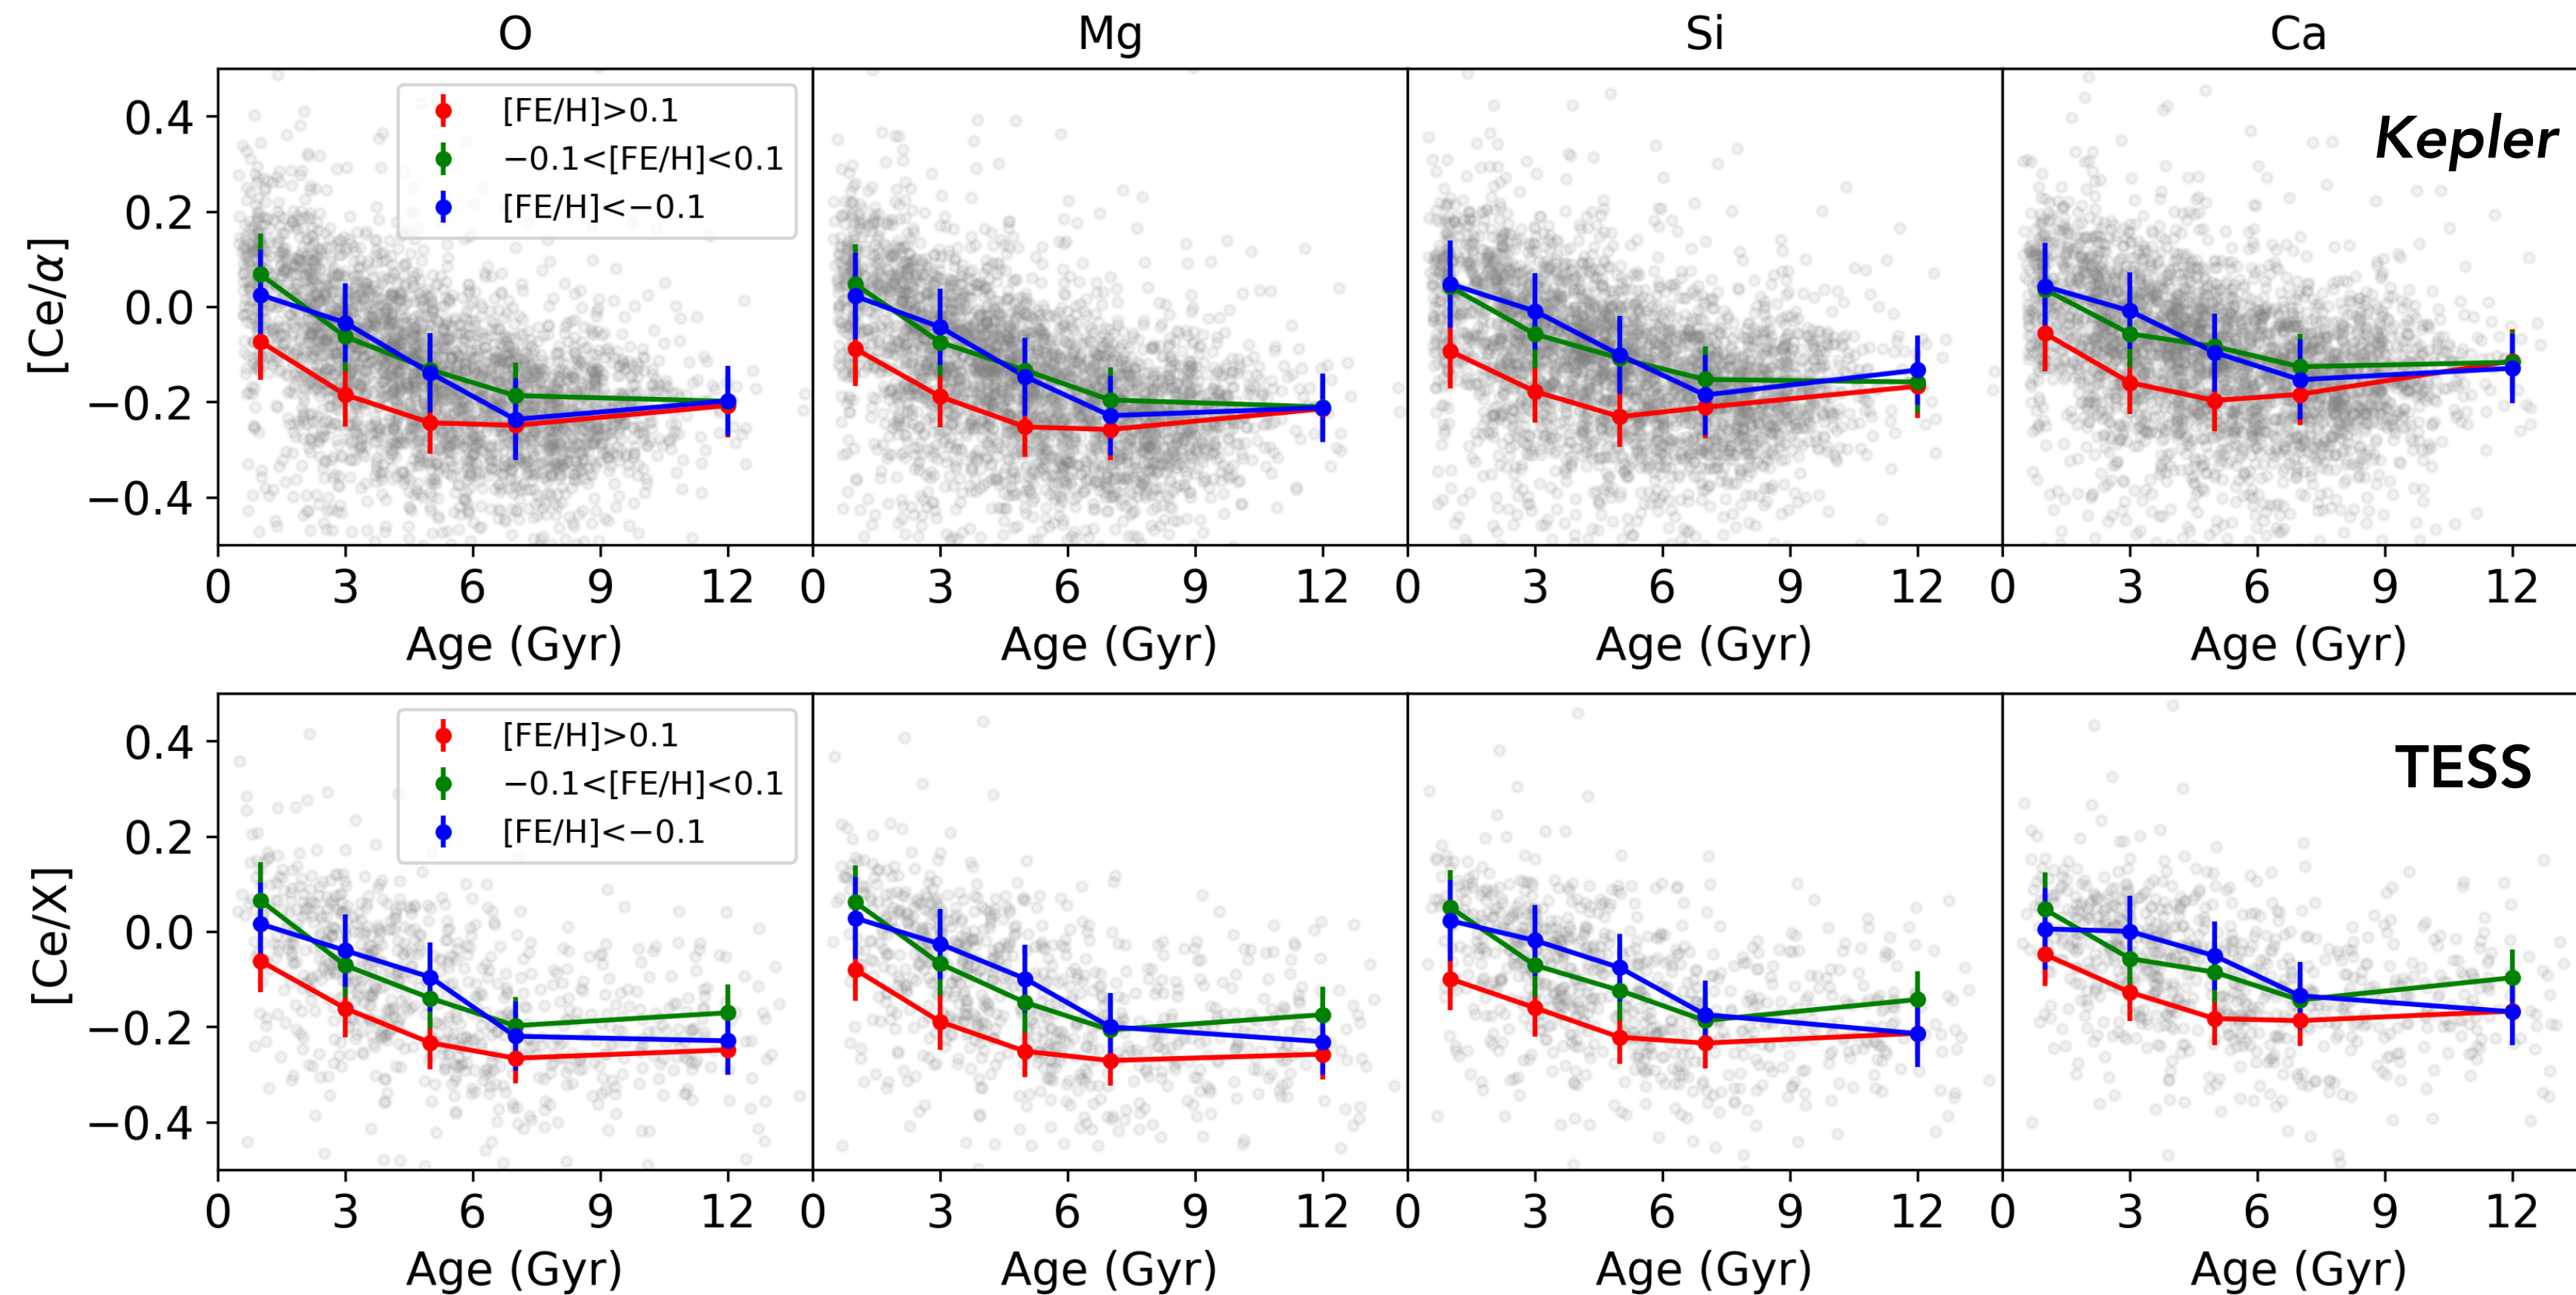 O Mg Si Ca
[Ce/α]
0.4
0.2
0.0
−0.2
−0.4
[FE/H]>0.1
−0.1<[FE/H]<0.1
[FE/H]<−0.1
Kepler
0 3 6 9 12 0 3 6 9 12 0 3 6 9 12 0 3 6 9 12
Age (Gyr) Age (Gyr) Age (Gyr) Age (Gyr)
[Ce/X]
0.4
0.2
0.0
−0.2
−0.4
[FE/H]>0.1
−0.1<[FE/H]<0.1
[FE/H]<−0.1
TESS
0 3 6 9 12 0 3 6 9 12 0 3 6 9 12 0 3 6 9 12
Age (Gyr) Age (Gyr) Age (Gyr) Age (Gyr)